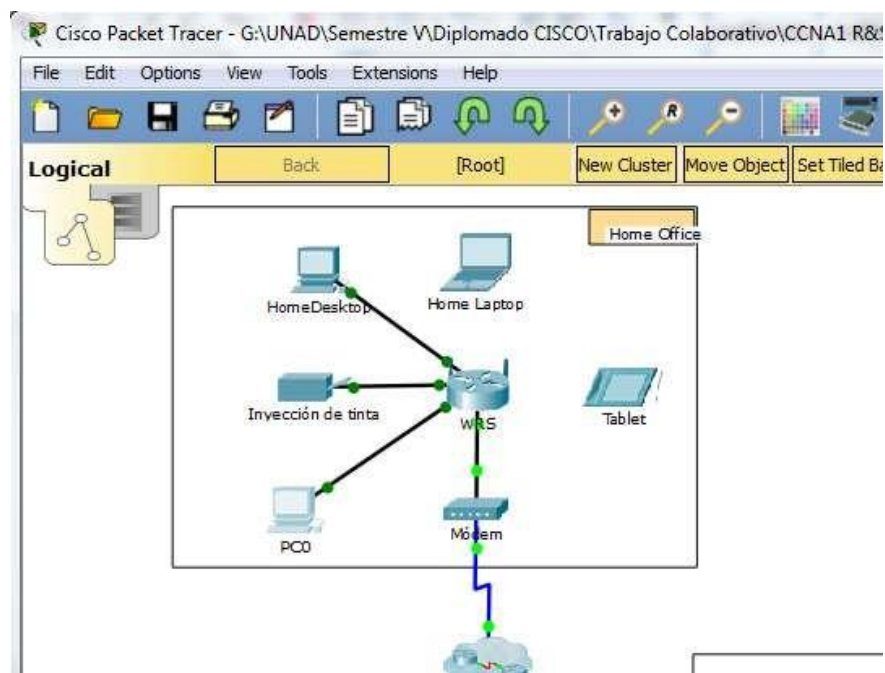 Cisco Packet Tracer - G:\UNAD\Semestre V\Diplomado CISCO\Trabajo Colaborativo\CCNA1 R&S
File Edit Options View Tools Extensions Help
R
Logical Back [Root] New Cluster Move Object Set Tiled Ba
Home Office
HomeDesktop
Home Laptop
Inyección de tinta
WRS
Tablet
PC0
Módem